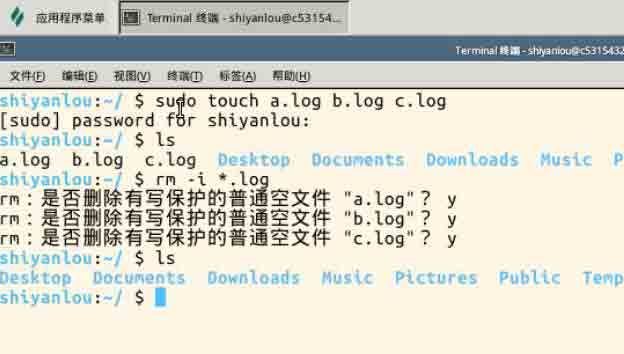 应用程序菜单 Terminal 终端 - shiyanlou@c53154...
Terminal 终端 - shiyanlou@c5315432
文件(F) 编辑(E) 视图(V) 终端(T) 标签(A) 帮助(H)
shiyanlou:~/ $ sudo touch a.log b.log c.log
[sudo] password for shiyanlou:
shiyanlou:~/ $ ls
a.log b.log c.log Desktop Documents Downloads Music P
shiyanlou:~/ $ rm -i *.log
rm：是否删除有写保护的普通空文件 "a.log"？ y
rm：是否删除有写保护的普通空文件 "b.log"？ y
rm：是否删除有写保护的普通空文件 "c.log"？ y
shiyanlou:~/ $ ls
Desktop Documents Downloads Music Pictures Public Temp
shiyanlou:~/ $